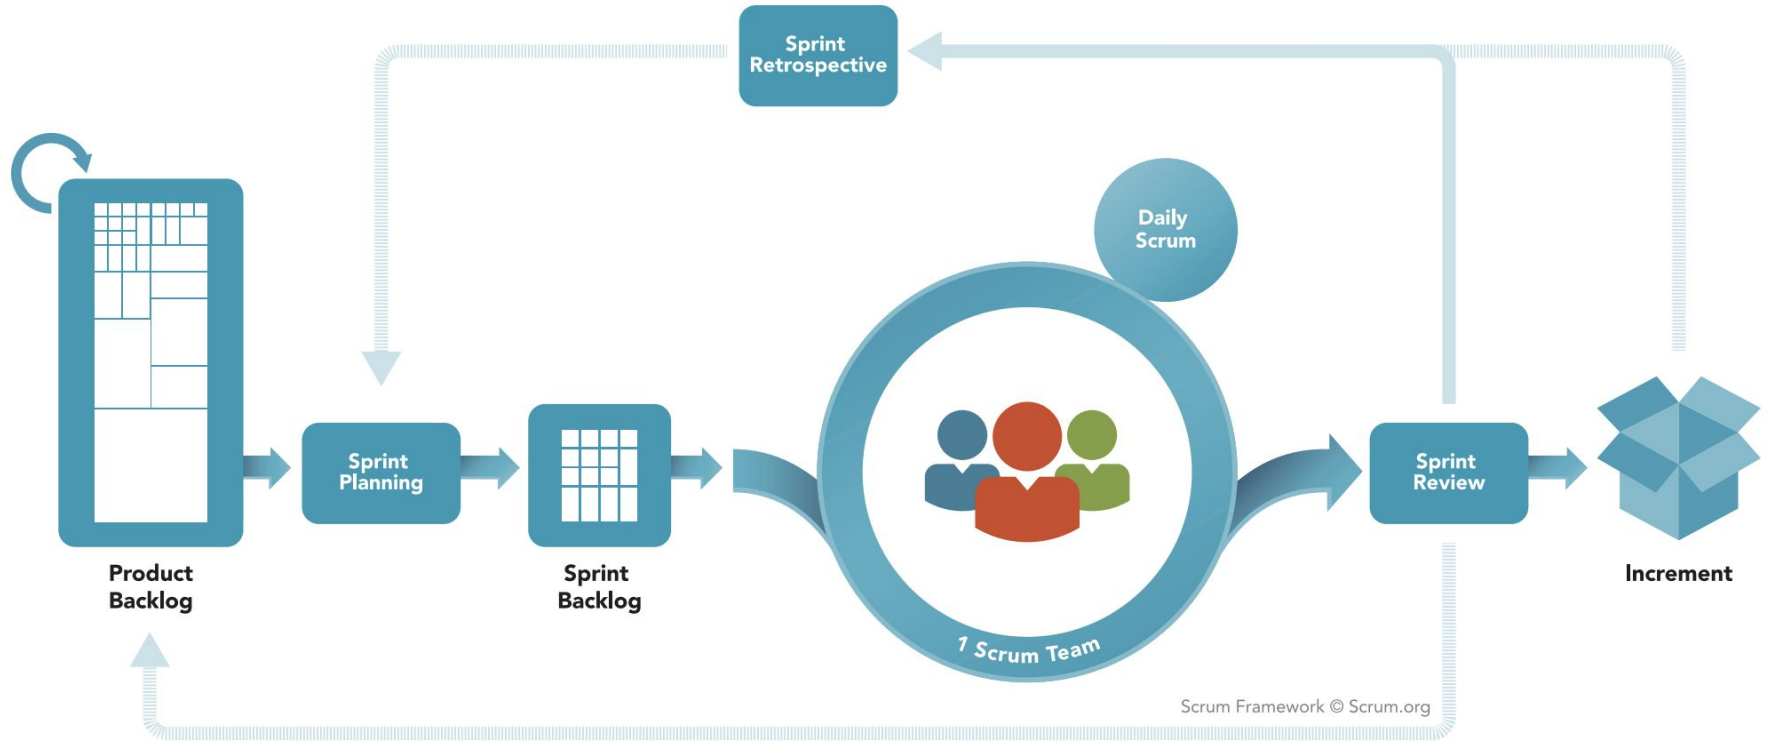 Sprint
Retrospective
Daily
Scrum
Sprint
Planning
Sprint
Review
Product
Backlog
Sprint
Backlog
1 Scrum Team
Increment
Scrum Framework © Scrum.org